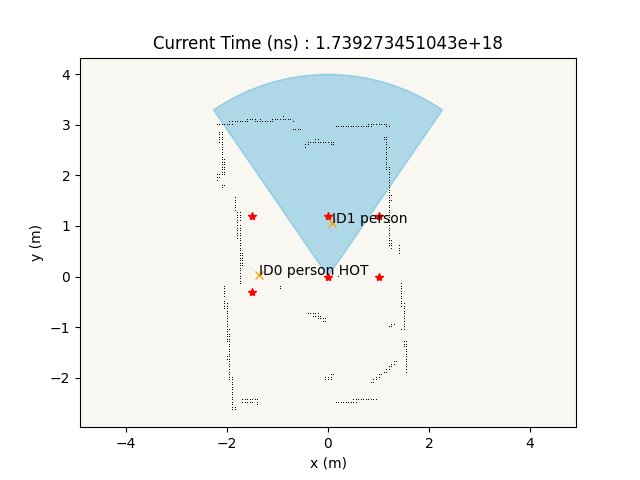 Current Time (ns) : 1.739273451043e+18
4
3
2
1
0
−1
−2
y (m)
ID1 person
ID0 person HOT
−4
−2
0
2
4
x (m)